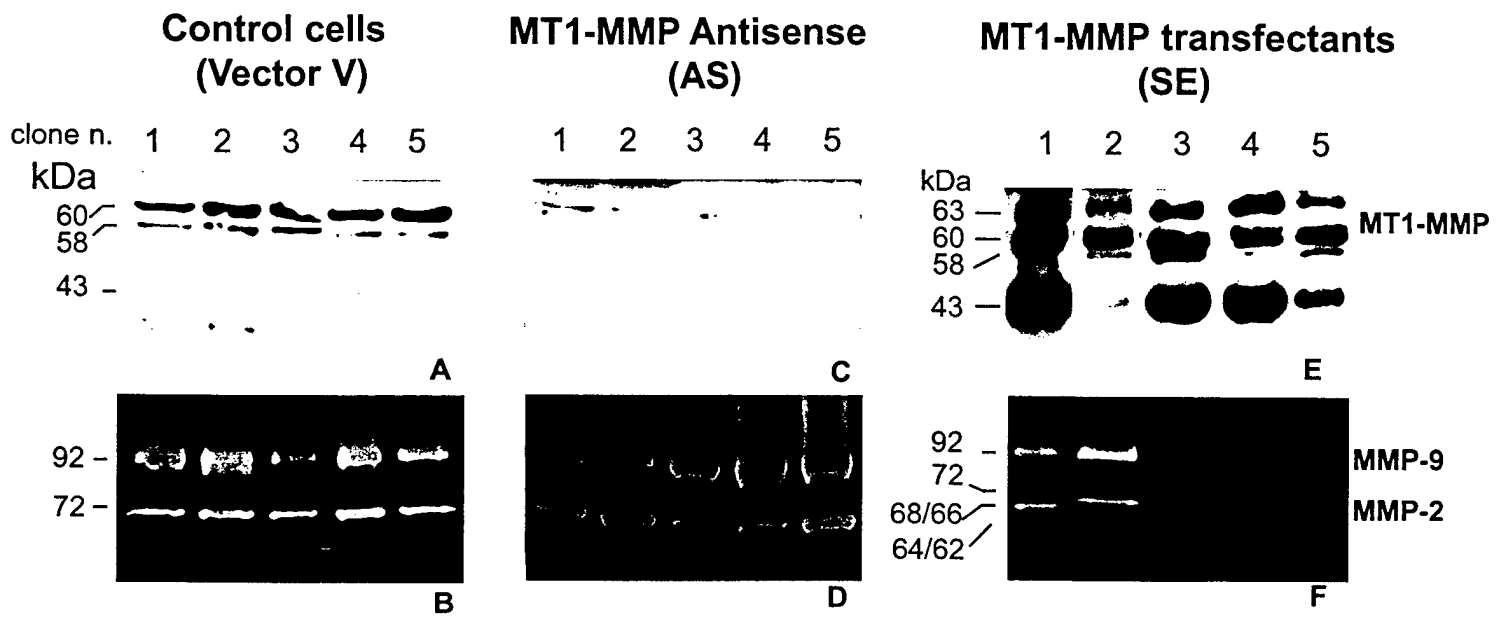 Control cells
(Vector V)
MT1-MMP Antisense
(AS)
MT1-MMP transfectants
(SE)
clone n. 1 2 3 4 5
1 2 3 4 5
1 2 3 4 5
kDa
60
58
43
A
C
kDa
63
60
58
43
MT1-MMP
E
92
72
B
D
92
72
68/66
64/62
MMP-9
MMP-2
F